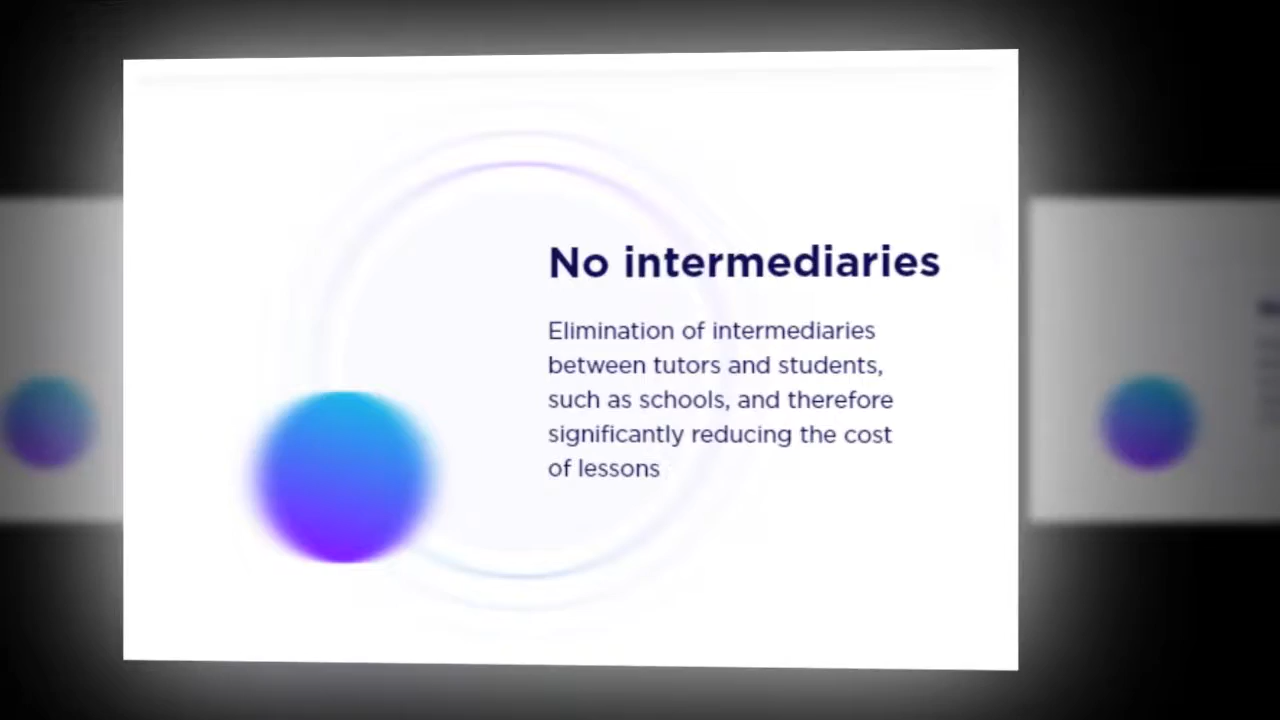 No intermediaries
Elimination of intermediaries
between tutors and students,
such as schools, and therefore
significantly reducing the cost
of lessons